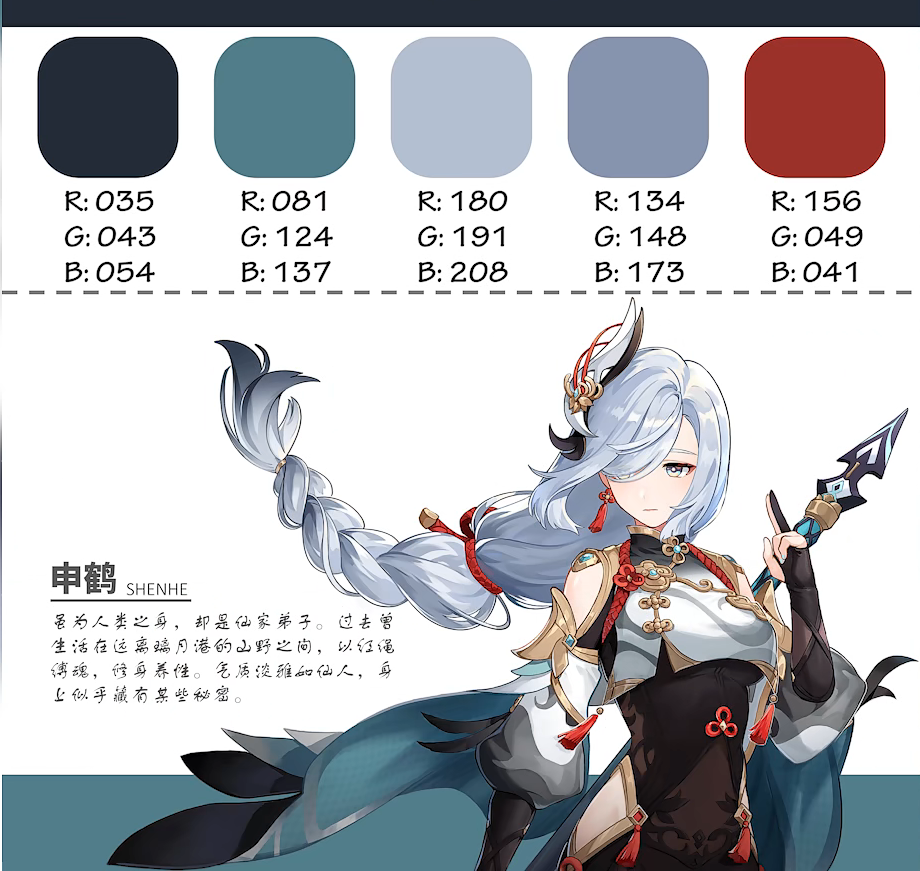 R: 035
G: 043
B: 054
R: 081
G: 124
B: 137
R: 180
G: 191
B: 208
R: 134
G: 148
B: 173
R: 156
G: 049
B: 041
申鹤 SHENHE
虽为人类之身，却是仙家弟子。过去曾
生活在远离璃月港的山野之间，以红绳
缚魂，修身养性。气质淡雅如仙人，身
上似乎藏有某些秘密。